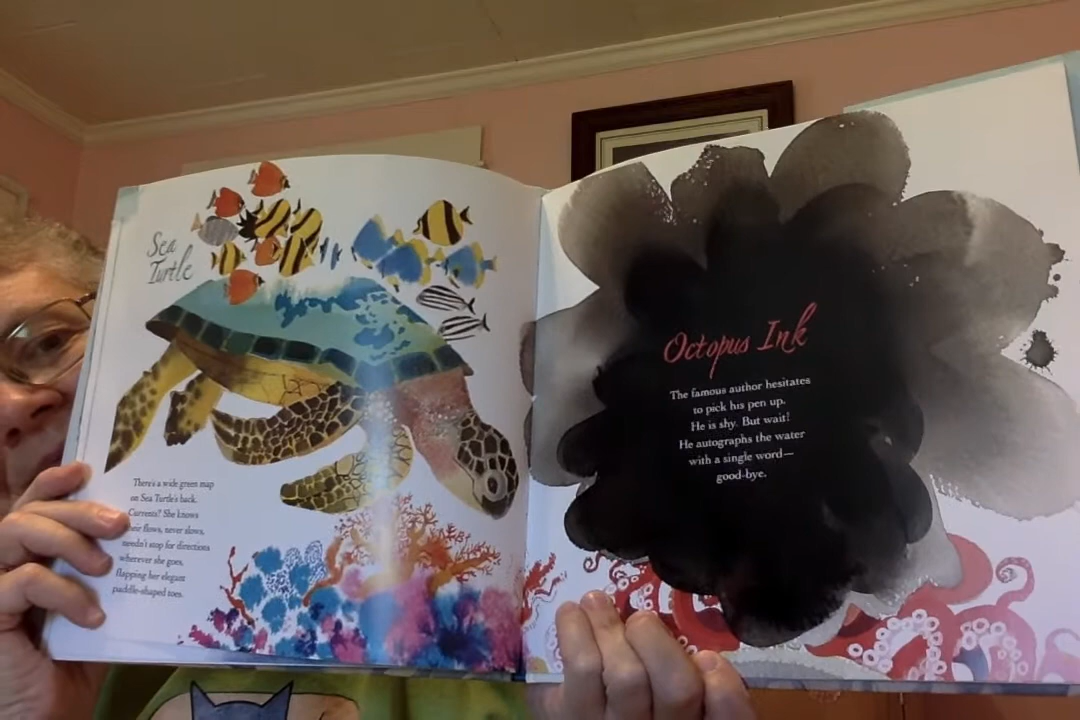 Sea
Turtle
There's a wide green map
on Sea Turtle's back.
Currents? She knows
their flows, never slows,
needn't stop for directions
wherever she goes,
flapping her elegant
paddle-shaped toes.
Octopus Ink
The famous author hesitates
to pick his pen up.
He is shy. But wait!
He autographs the water
with a single word—
good-bye.